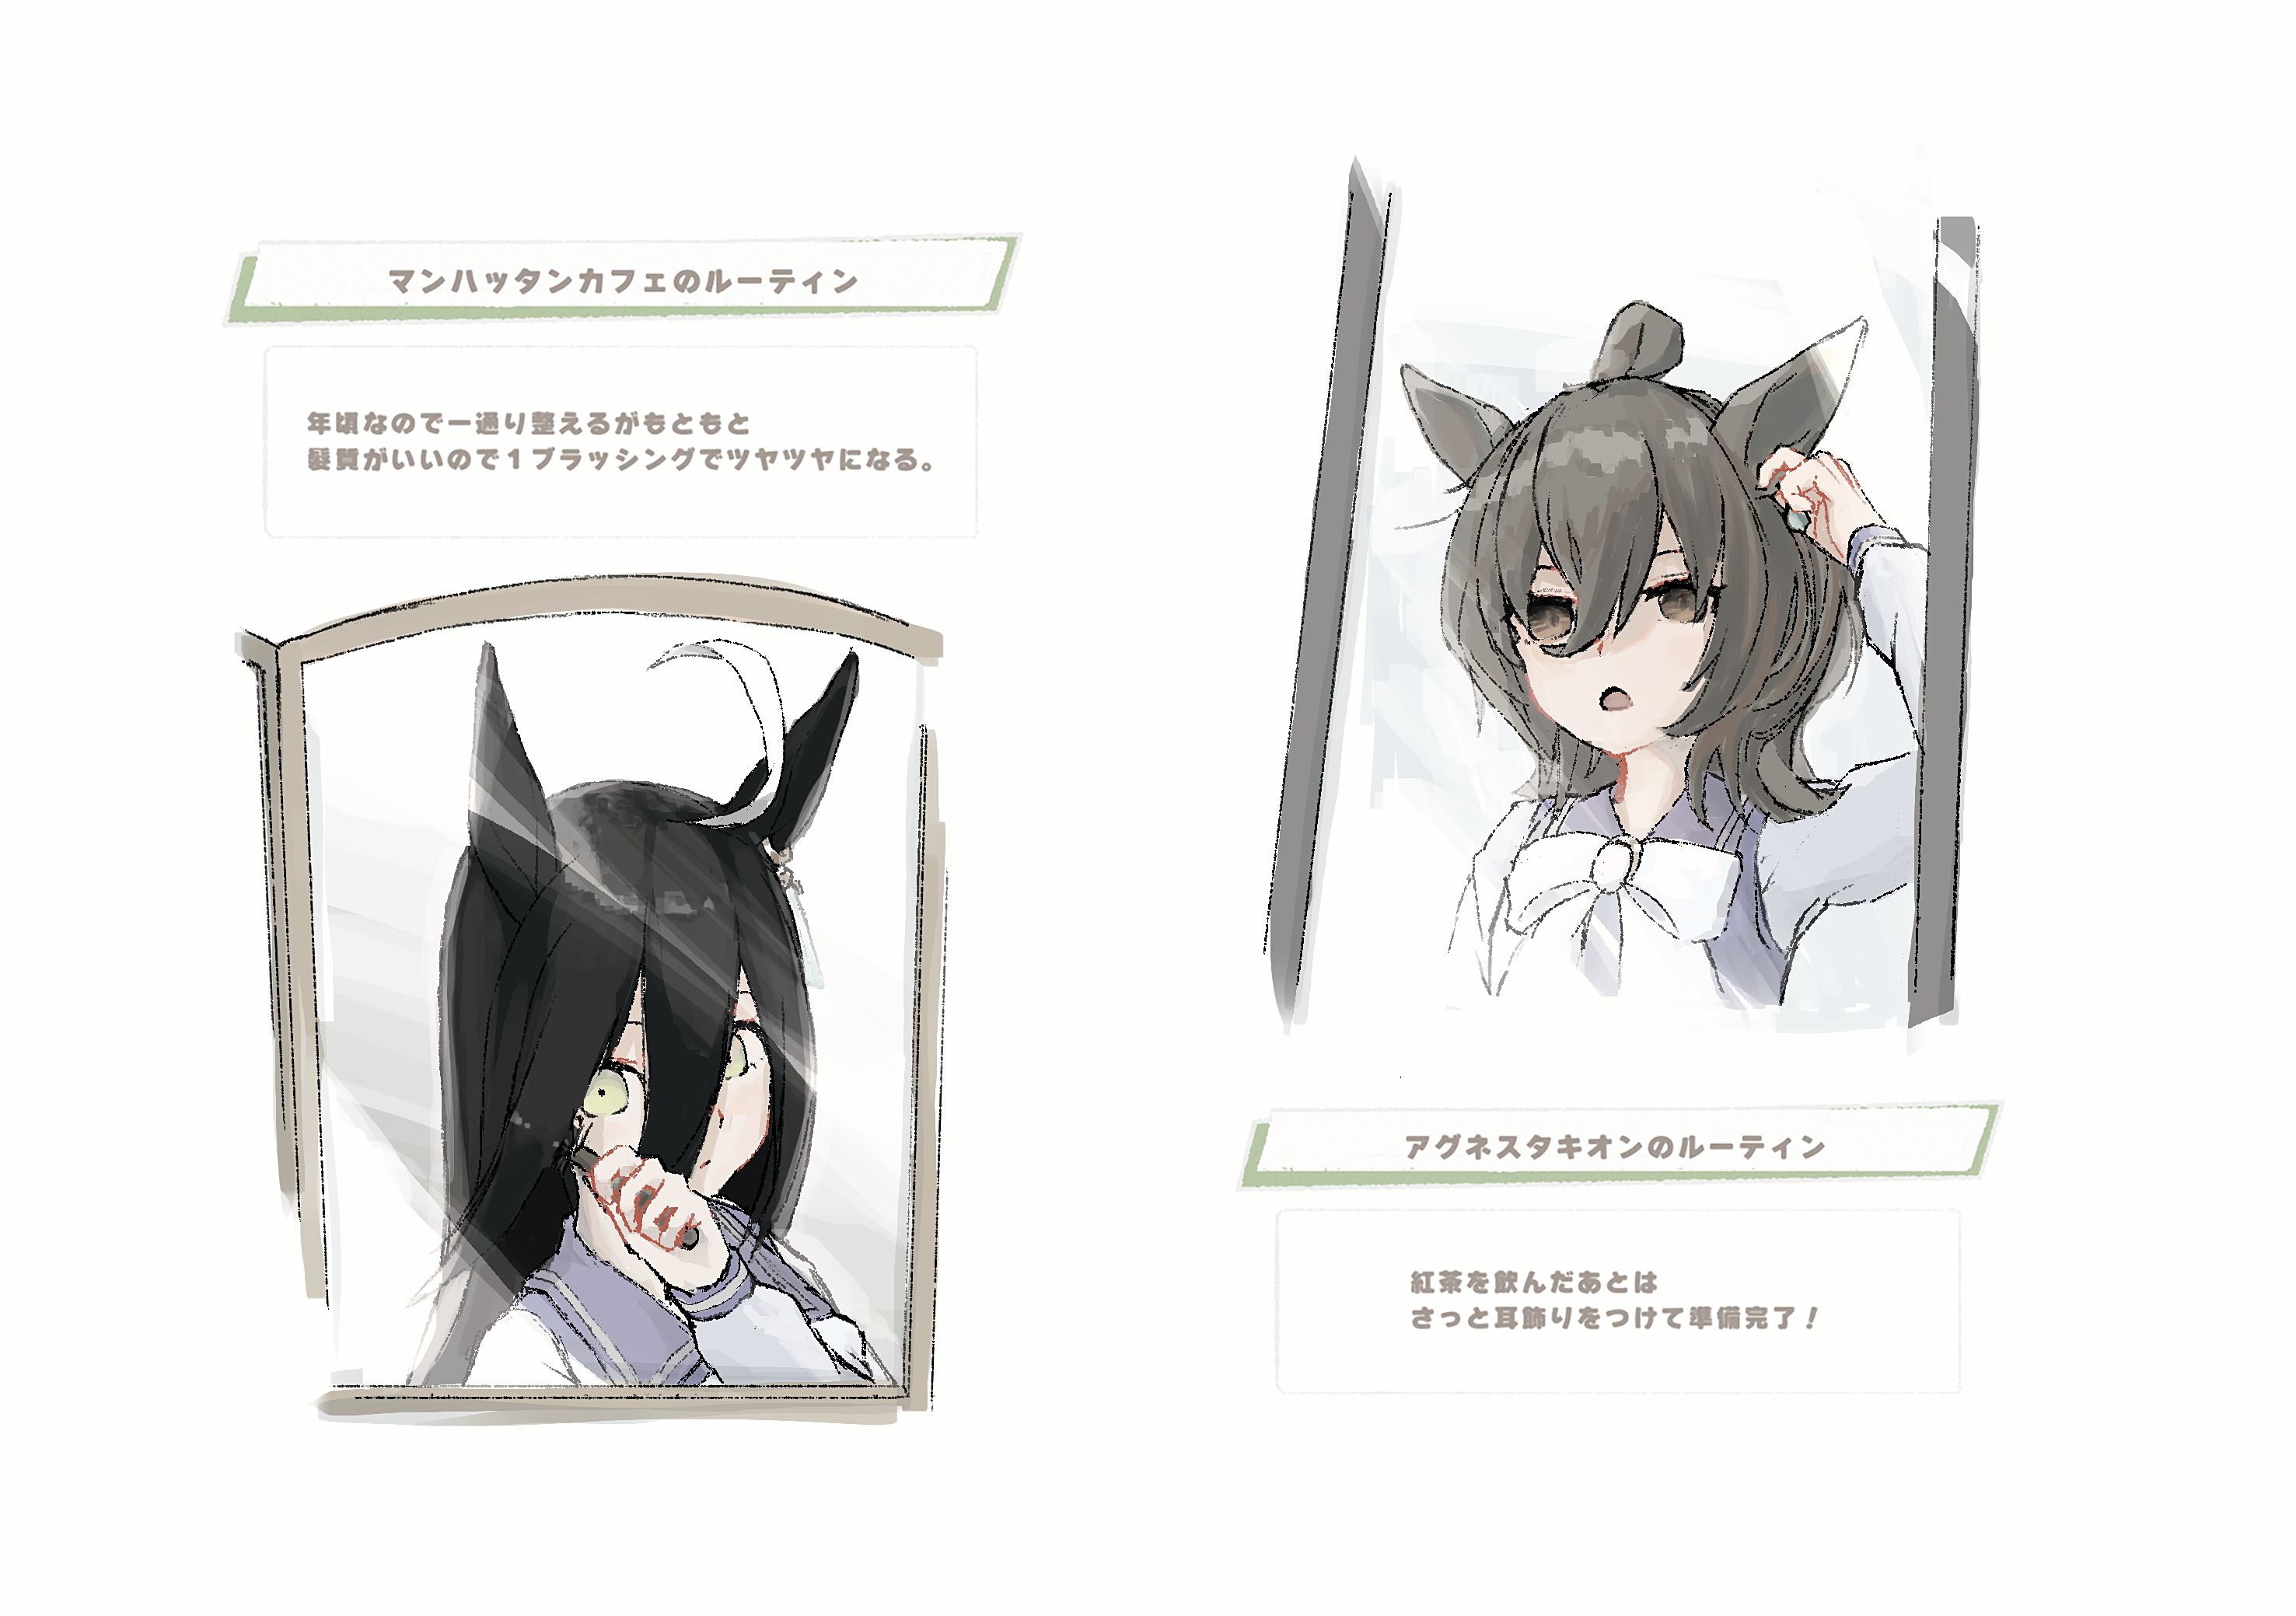 マンハッタンカフェのルーティン
年頃なので一通り整えるがもともと
髪質がいいので１ブラッシングでツヤツヤになる。
アグネスタキオンのルーティン
紅茶を飲んだあとは
さっと耳飾りをつけて準備完了！